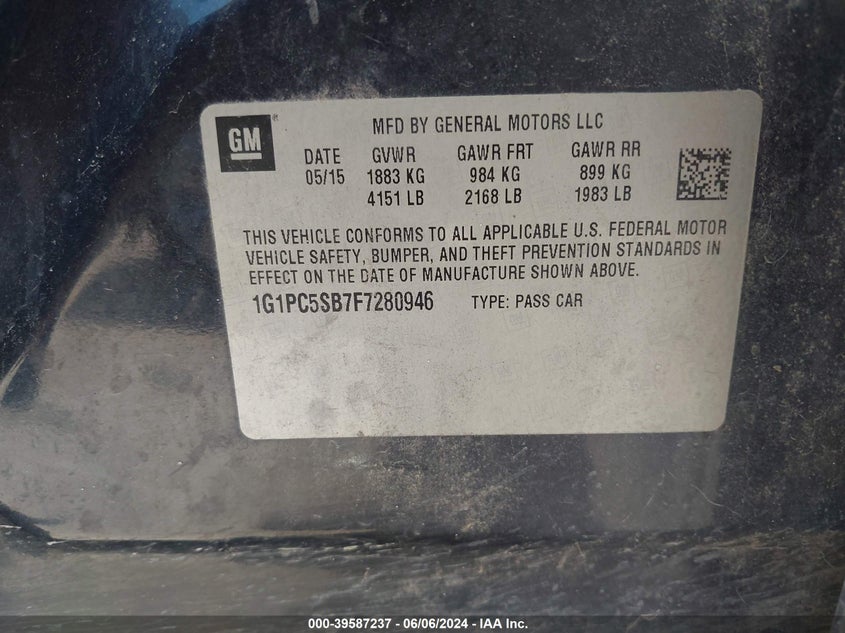 GM ®
MFD BY GENERAL MOTORS LLC
DATE GVWR GAWR FRT GAWR RR
05/15 1883 KG 984 KG 899 KG
4151 LB 2168 LB 1983 LB
THIS VEHICLE CONFORMS TO ALL APPLICABLE U.S. FEDERAL MOTOR
VEHICLE SAFETY, BUMPER, AND THEFT PREVENTION STANDARDS IN
EFFECT ON THE DATE OF MANUFACTURE SHOWN ABOVE.
1G1PC5SB7F7280946 TYPE: PASS CAR
000-39587237 - 06/06/2024 - IAA Inc.